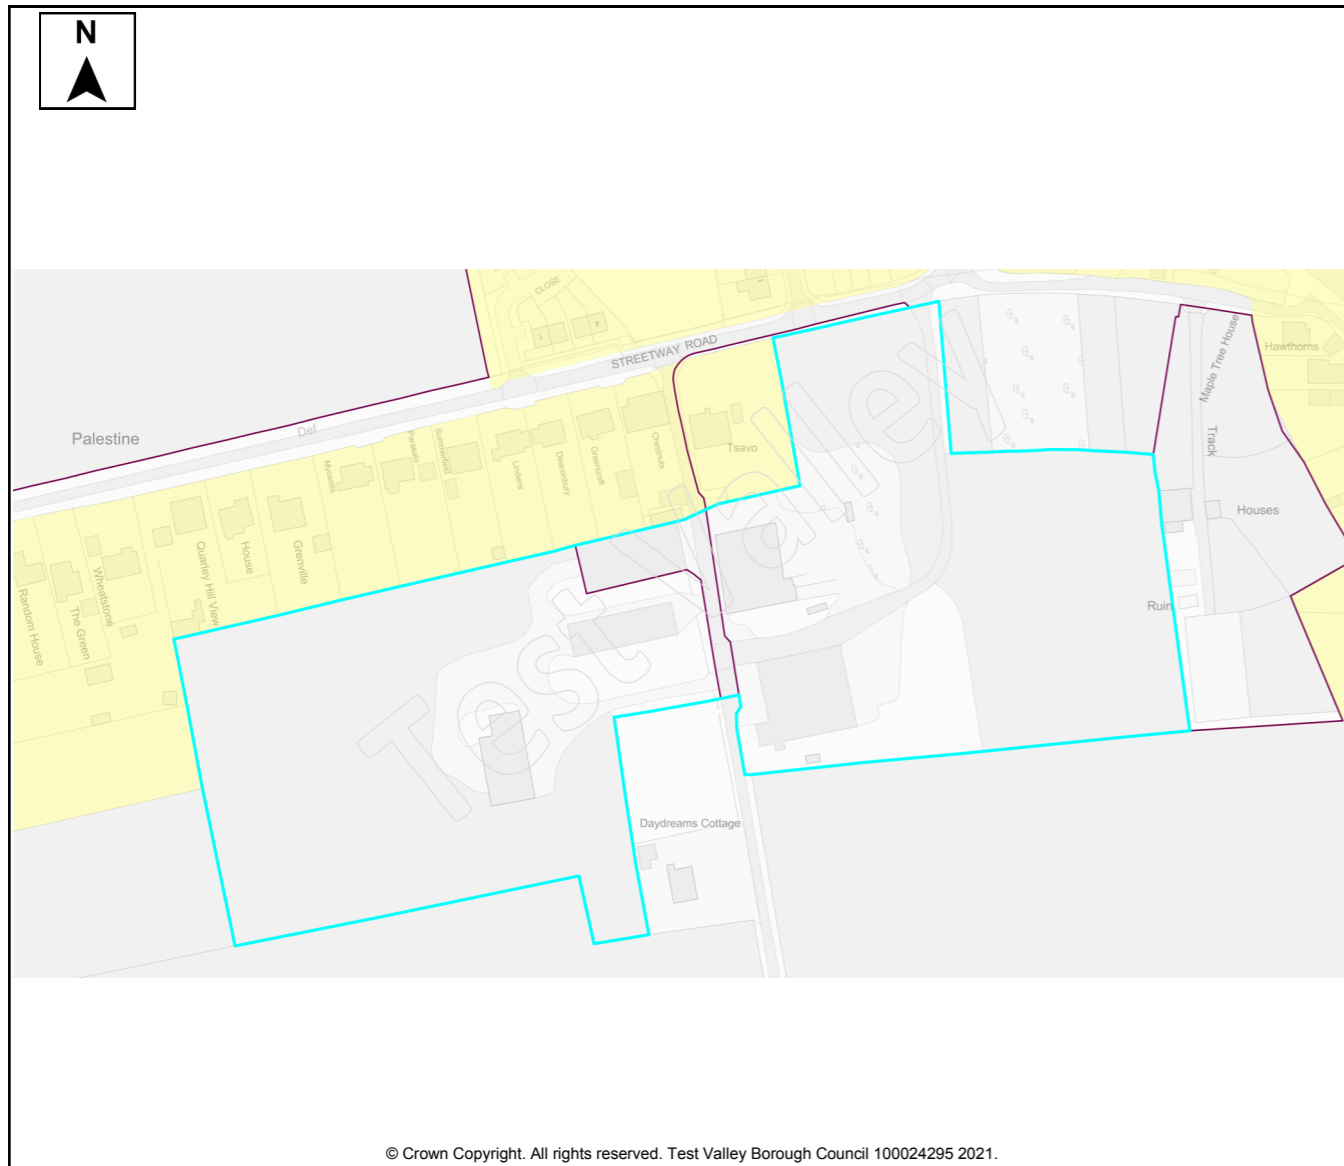 N
CLOSE
STREETWAY ROAD
Maple Tree House
Hawthorns
Palestine
Def
Track
Tsavo
Chestnuts
Greencroft
Deaconbury
Lindens
Summerfield
Parakalo
Myosotis
Houses
Grenville
House
Quarley Hill View
Wheatstone
The Green
Random House
Ruin
Test Valley
Daydreams Cottage
© Crown Copyright. All rights reserved. Test Valley Borough Council 100024295 2021.